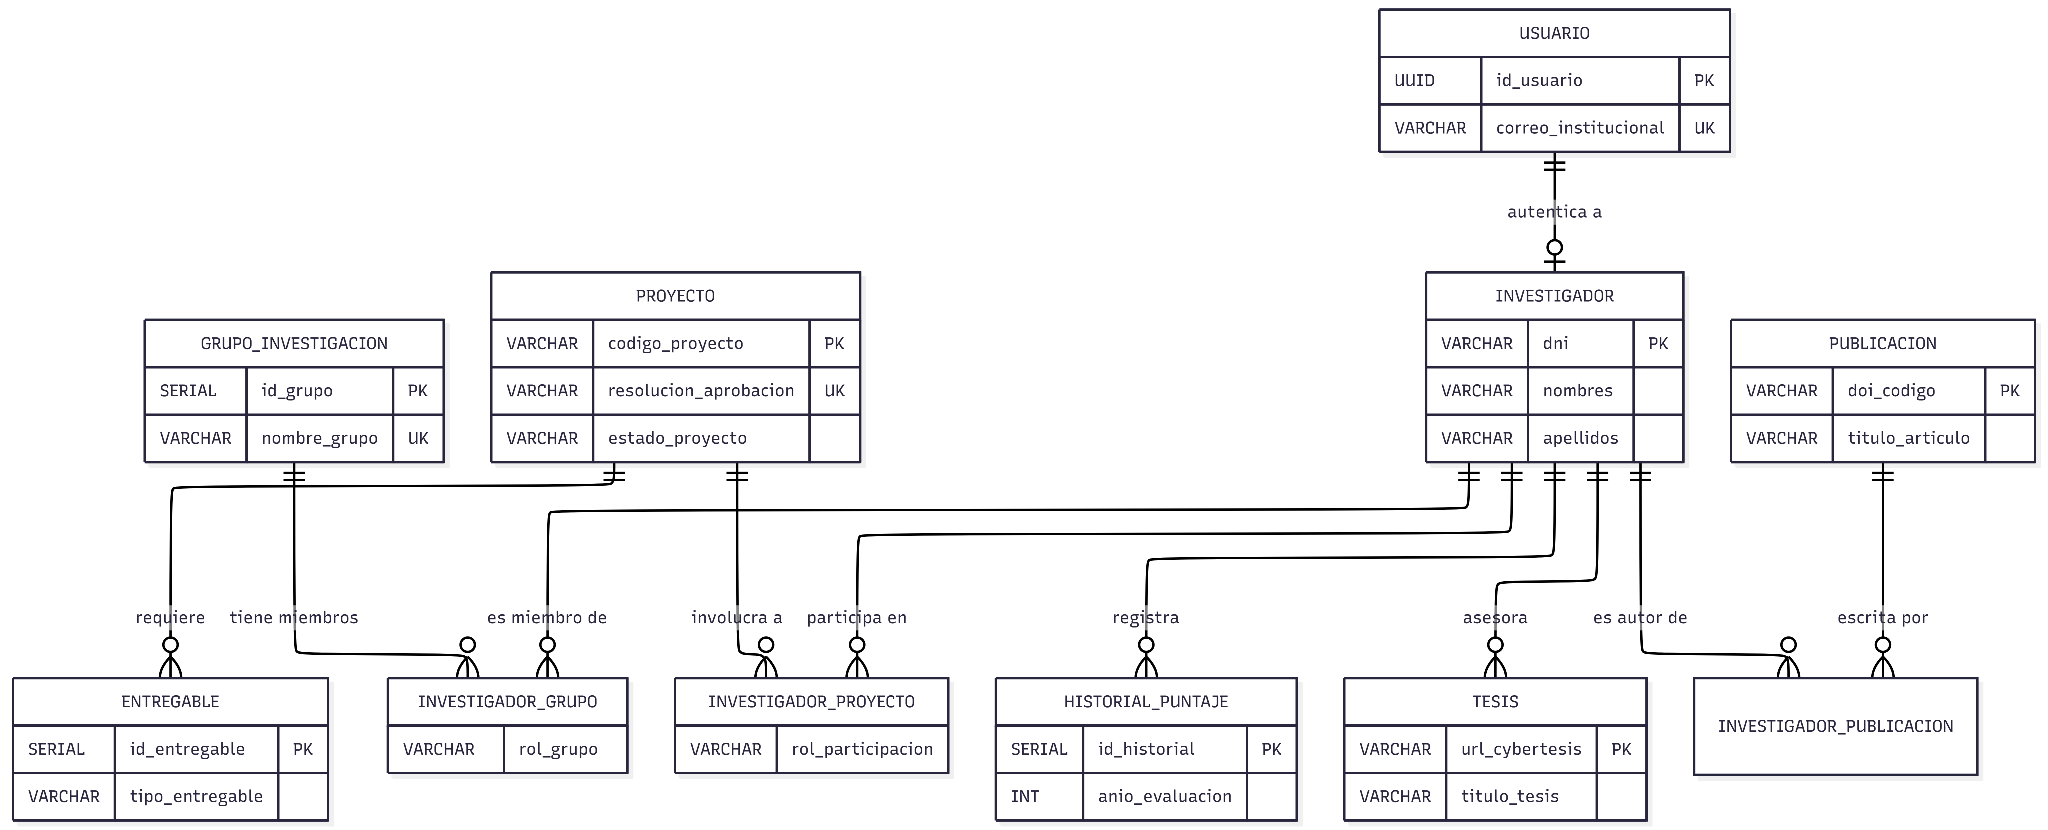 USUARIO
UUID id_usuario PK
VARCHAR correo_institucional UK
autentica a
PROYECTO
VARCHAR codigo_proyecto PK
VARCHAR resolucion_aprobacion UK
VARCHAR estado_proyecto
INVESTIGADOR
VARCHAR dni PK
VARCHAR nombres
VARCHAR apellidos
GRUPO_INVESTIGACION
SERIAL id_grupo PK
VARCHAR nombre_grupo UK
PUBLICACION
VARCHAR doi_codigo PK
VARCHAR titulo_articulo
requiere
tiene miembros
es miembro de
involucra a
participa en
registra
asesora
es autor de
escrita por
ENTREGABLE
SERIAL id_entregable PK
VARCHAR tipo_entregable
INVESTIGADOR_GRUPO
VARCHAR rol_grupo
INVESTIGADOR_PROYECTO
VARCHAR rol_participacion
HISTORIAL_PUNTAJE
SERIAL id_historial PK
INT anio_evaluacion
TESIS
VARCHAR url_cybertesis PK
VARCHAR titulo_tesis
INVESTIGADOR_PUBLICACION